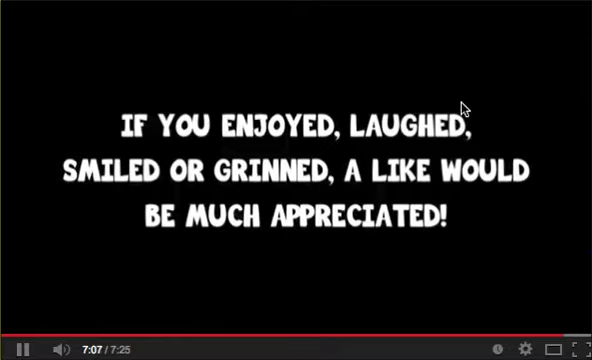 IF YOU ENJOYED, LAUGHED,
SMILED OR GRINNED, A LIKE WOULD
BE MUCH APPRECIATED!
7:07 / 7:25